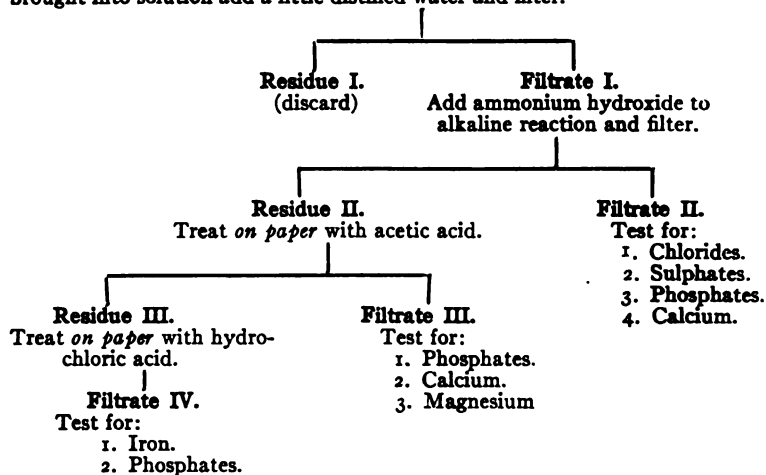 brought into solution add a little distilled water and filter.
Residue I.
(discard)
Filtrate I.
Add ammonium hydroxide to
alkaline reaction and filter.
Residue II.
Treat on paper with acetic acid.
Filtrate II.
Test for:
1. Chlorides.
2. Sulphates.
3. Phosphates.
4. Calcium.
Residue III.
Treat on paper with hydro-
chloric acid.
Filtrate III.
Test for:
1. Phosphates.
2. Calcium.
3. Magnesium
Filtrate IV.
Test for:
1. Iron.
2. Phosphates.